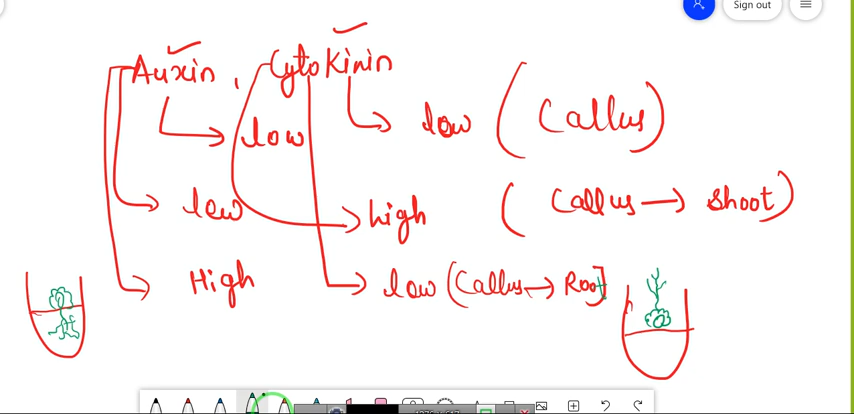 Sign out
Auxin, Cytokinin
low low (Callus)
low high (Callus → Shoot)
High low (Callus → Root]